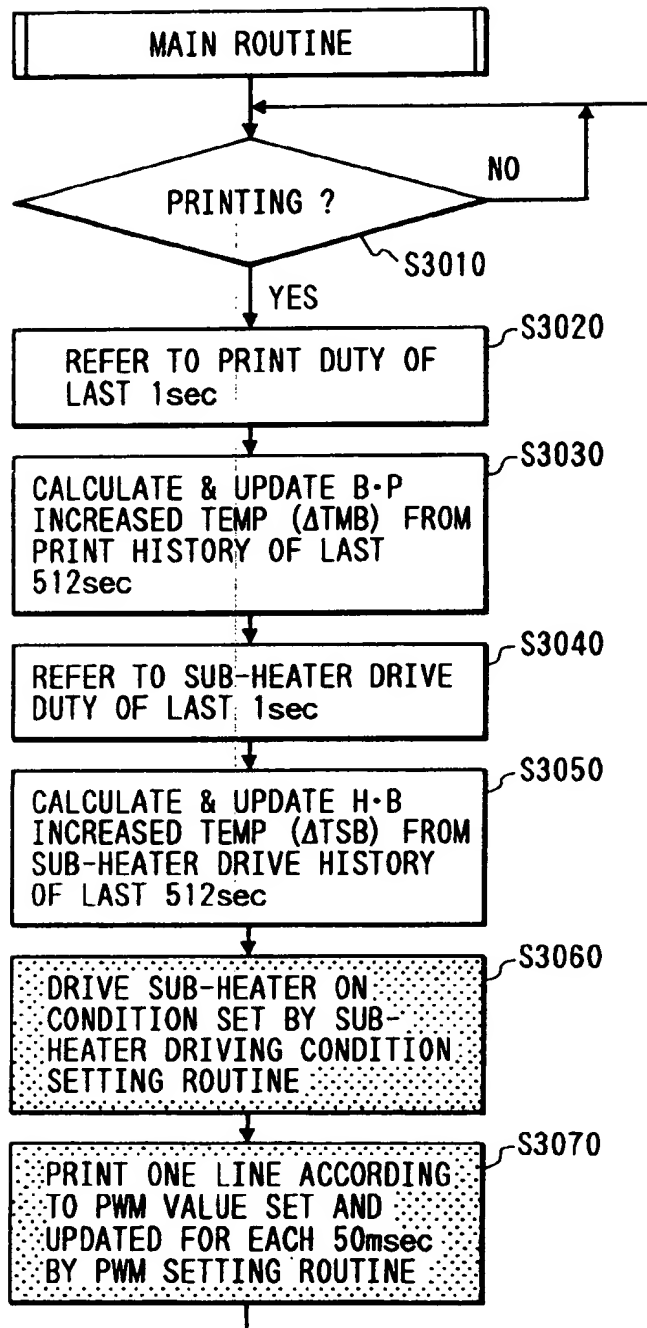 MAIN ROUTINE
PRINTING ?
NO
S3010
YES
S3020
REFER TO PRINT DUTY OF
LAST 1sec
S3030
CALCULATE & UPDATE B·P
INCREASED TEMP (ΔTMB) FROM
PRINT HISTORY OF LAST
512sec
S3040
REFER TO SUB-HEATER DRIVE
DUTY OF LAST 1sec
S3050
CALCULATE & UPDATE H·B
INCREASED TEMP (ΔTSB) FROM
SUB-HEATER DRIVE HISTORY
OF LAST 512sec
S3060
DRIVE SUB-HEATER ON
CONDITION SET BY SUB-
HEATER DRIVING CONDITION
SETTING ROUTINE
S3070
PRINT ONE LINE ACCORDING
TO PWM VALUE SET AND
UPDATED FOR EACH 50msec
BY PWM SETTING ROUTINE